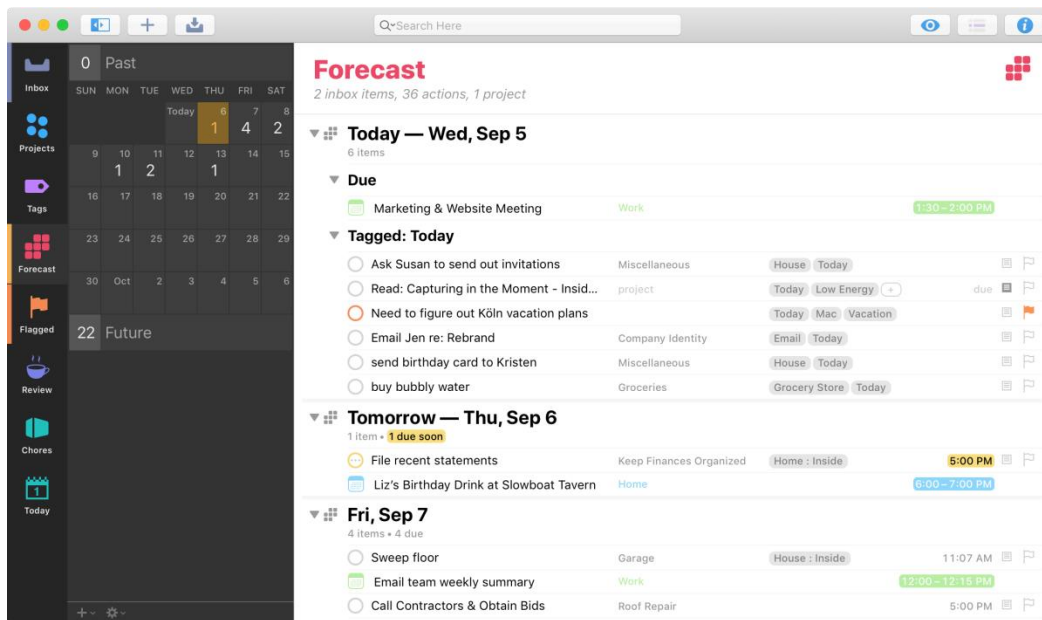 Search Here
Inbox
Projects
Tags
Forecast
Flagged
Review
Chores
1
Today
0 Past
SUN MON TUE WED THU FRI SAT
Today 6 7 8
1 4 2
9 10 11 12 13 14 15
1 2 1
16 17 18 19 20 21 22
23 24 25 26 27 28 29
30 Oct 2 3 4 5 6
22 Future
Forecast
2 inbox items, 36 actions, 1 project
Today — Wed, Sep 5
6 items
Due
Marketing & Website Meeting Work 1:30 – 2:00 PM
Tagged: Today
Ask Susan to send out invitations Miscellaneous House Today
Read: Capturing in the Moment - Insid... project Today Low Energy + due
Need to figure out Köln vacation plans Today Mac Vacation
Email Jen re: Rebrand Company Identity Email Today
send birthday card to Kristen Miscellaneous House Today
buy bubbly water Groceries Grocery Store Today
Tomorrow — Thu, Sep 6
1 item • 1 due soon
File recent statements Keep Finances Organized Home : Inside 5:00 PM
Liz's Birthday Drink at Slowboat Tavern Home 6:00 – 7:00 PM
Fri, Sep 7
4 items • 4 due
Sweep floor Garage House : Inside 11:07 AM
Email team weekly summary Work 12:00 – 12:15 PM
Call Contractors & Obtain Bids Roof Repair 5:00 PM